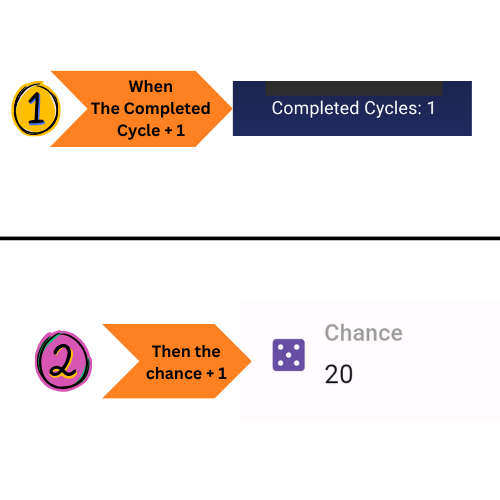 1
When
The Completed
Cycle + 1
Completed Cycles: 1
2
Then the
chance + 1
Chance
20